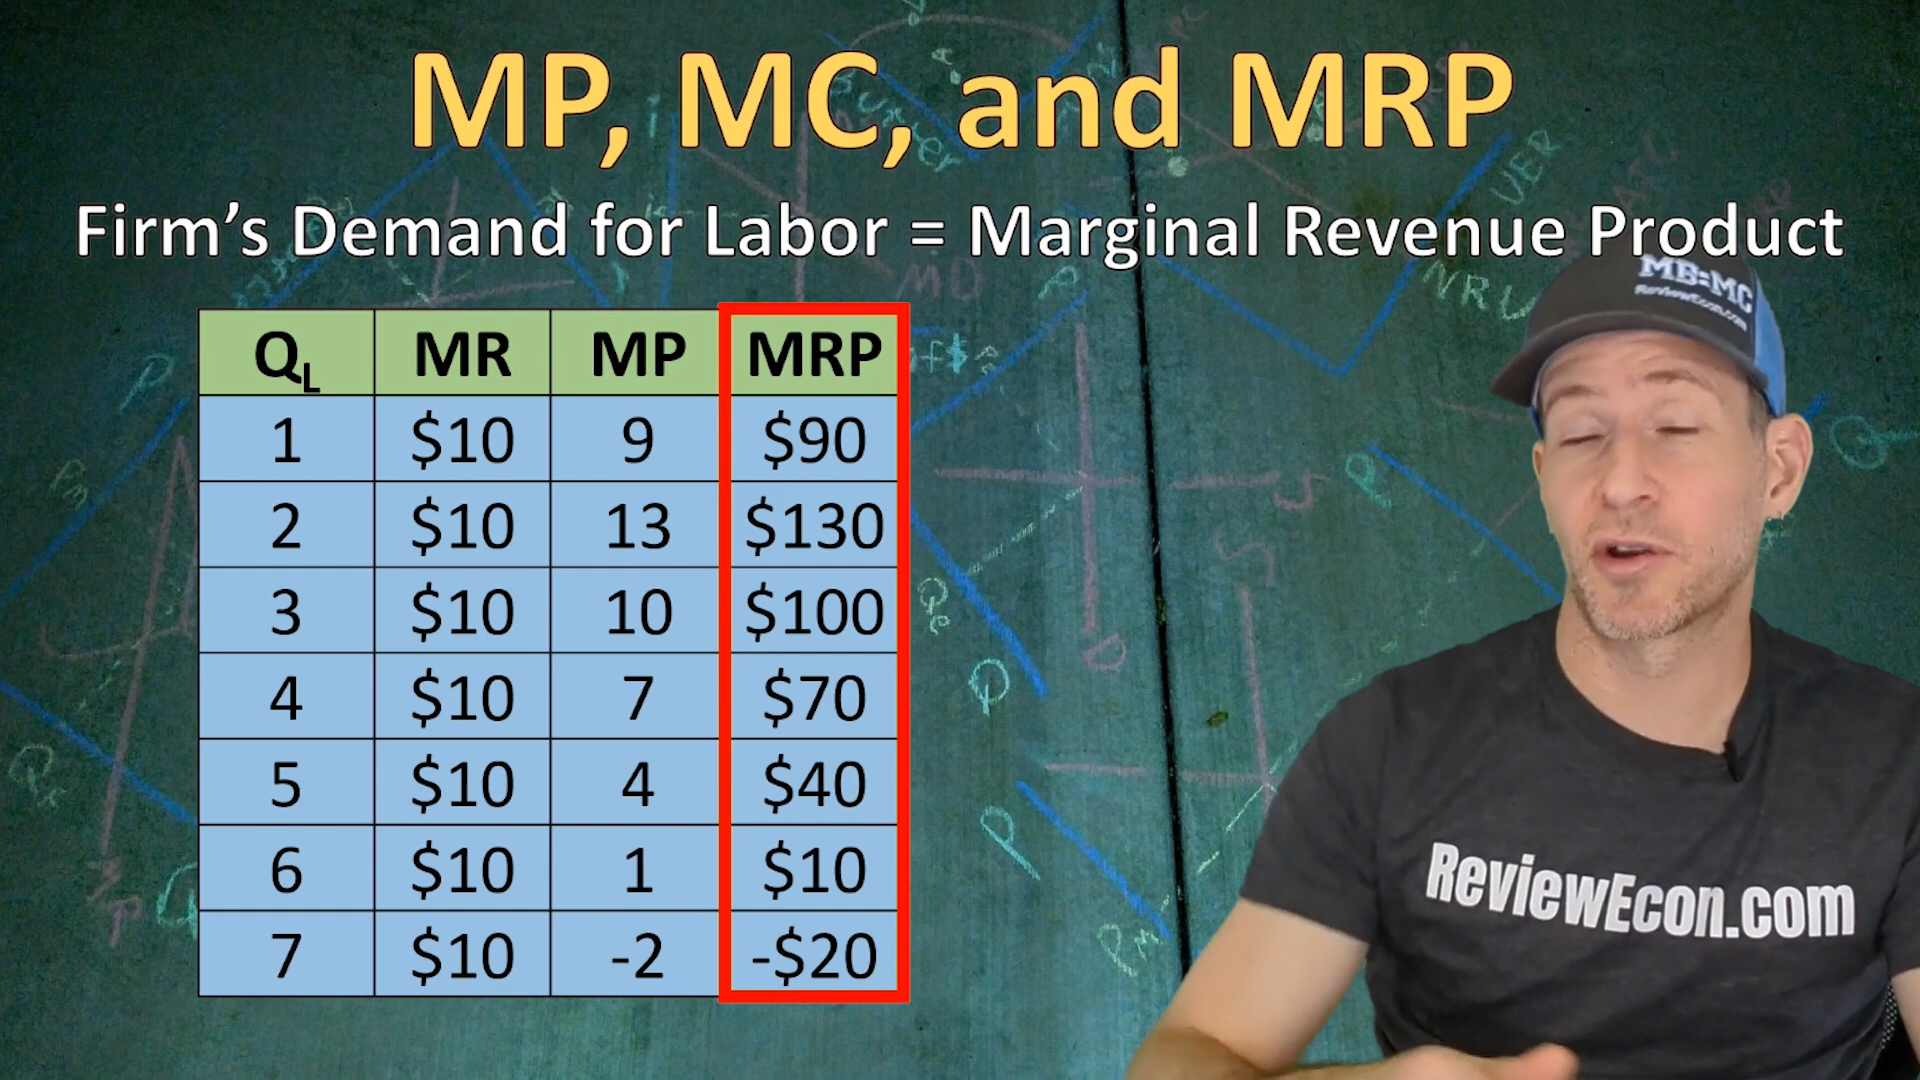 MP, MC, and MRP
Firm's Demand for Labor = Marginal Revenue Product
QL MR MP MRP
1 $10 9 $90
2 $10 13 $130
3 $10 10 $100
4 $10 7 $70
5 $10 4 $40
6 $10 1 $10
7 $10 -2 -$20
MB=MC
ReviewEcon.com
ReviewEcon.com